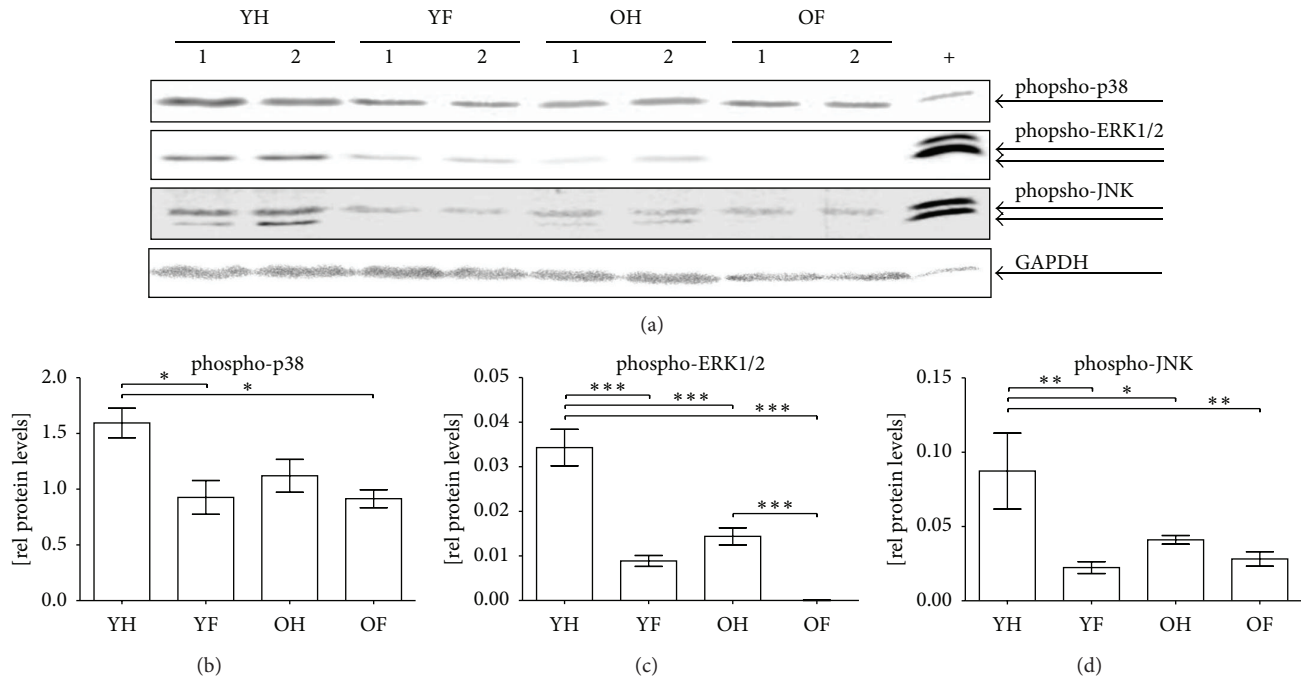 YH YF OH OF
1 2 1 2 1 2 1 2 +
phopsho-p38
phopsho-ERK1/2
phopsho-JNK
GAPDH
(a)
phospho-p38
[rel protein levels]
2.0
1.5
1.0
0.5
0.0
* *
YH YF OH OF
(b)
phospho-ERK1/2
[rel protein levels]
0.05
0.04
0.03
0.02
0.01
0.00
***
***
***
***
YH YF OH OF
(c)
phospho-JNK
[rel protein levels]
0.15
0.10
0.05
0.00
**
*
**
YH YF OH OF
(d)